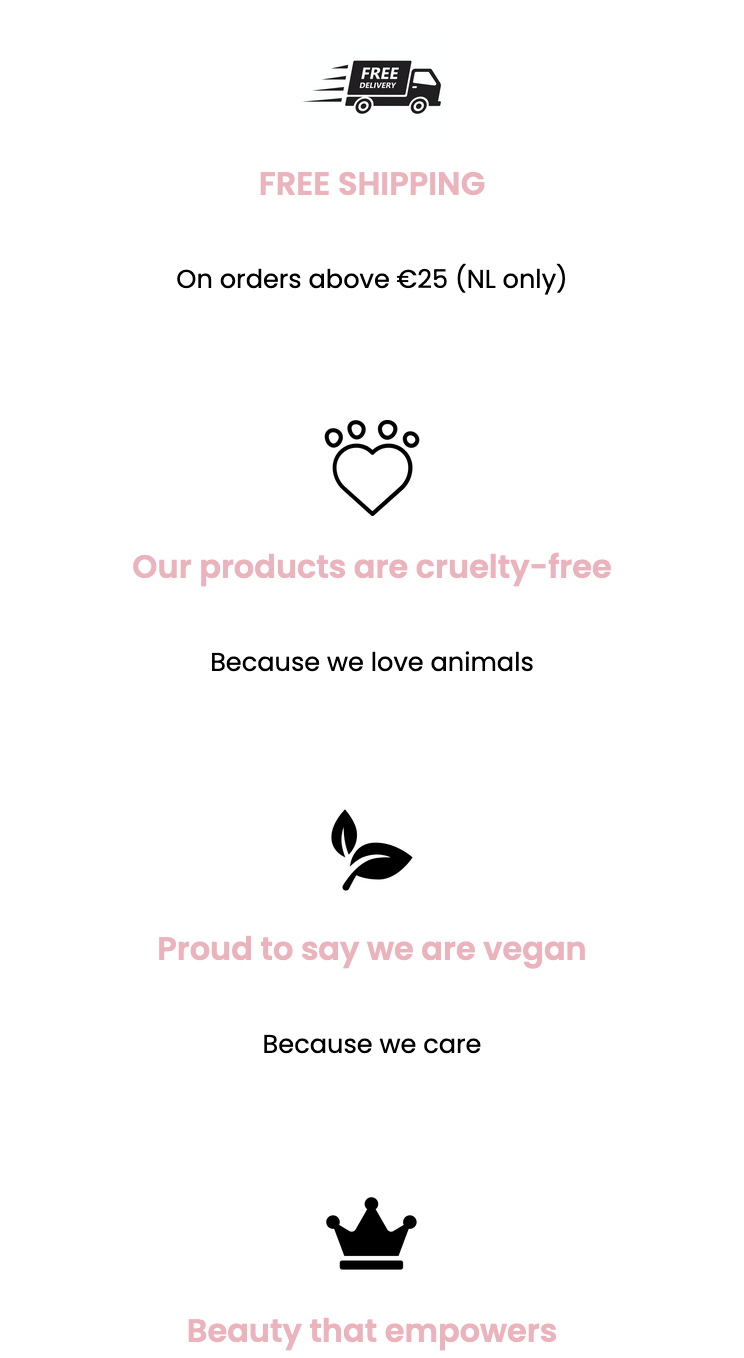 FREE
DELIVERY
FREE SHIPPING
On orders above €25 (NL only)
Our products are cruelty-free
Because we love animals
Proud to say we are vegan
Because we care
Beauty that empowers